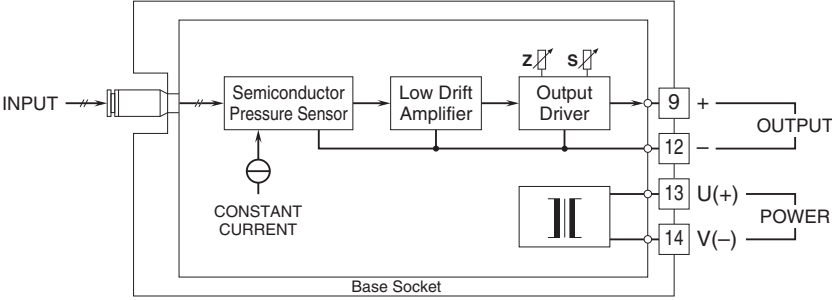 INPUT
Semiconductor
Pressure Sensor
Low Drift
Amplifier
Z
S
Output
Driver
9 +
12 –
OUTPUT
CONSTANT
CURRENT
13 U(+)
14 V(–)
POWER
Base Socket